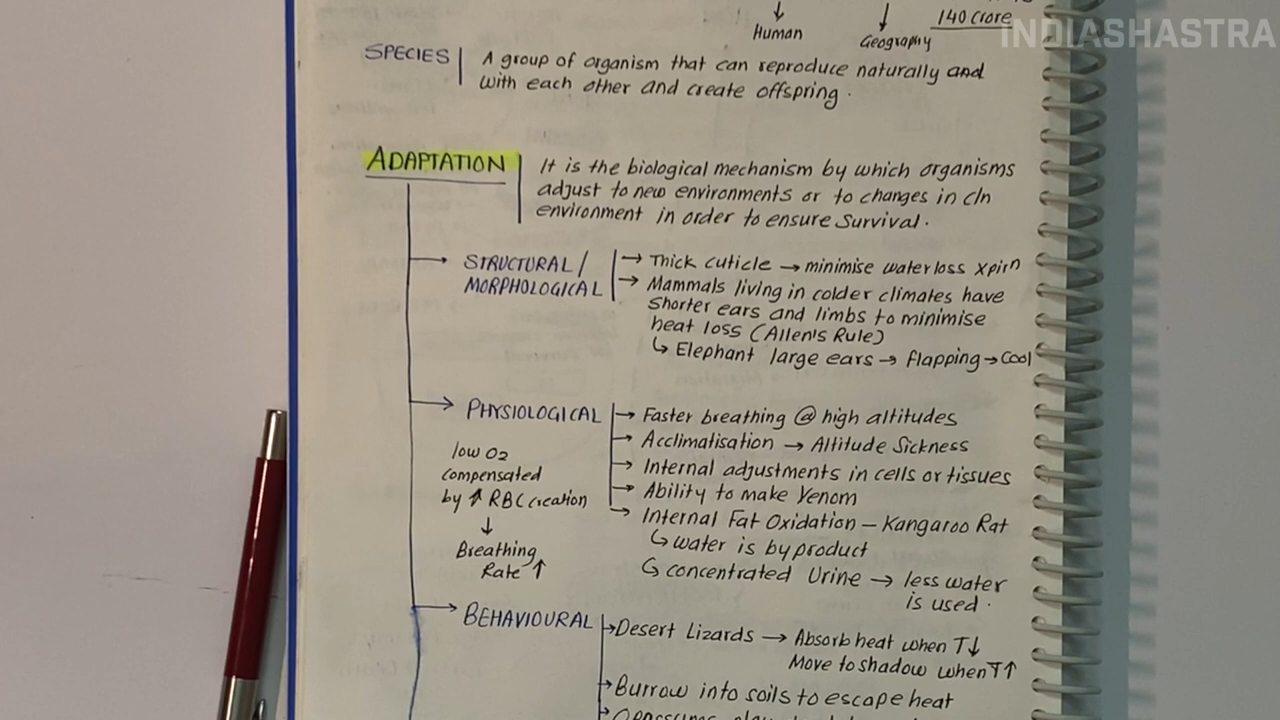 140 Crore
INDIASHASTRA
Human
Geography
SPECIES
A group of organism that can reproduce naturally and
with each other and create offspring.
ADAPTATION
It is the biological mechanism by which organisms
adjust to new environments or to changes in
environment in order to ensure survival.
STRUCTURAL/
MORPHOLOGICAL
→ Thick cuticle → minimise water loss xpirn
→ Mammals living in colder climates have
shorter ears and limbs to minimise
heat loss (Allen's Rule)
↳ Elephant large ears → flapping → Cool
PHYSIOLOGICAL
→ Faster breathing @ high altitudes
→ Acclimatisation → Altitude Sickness
→ Internal adjustments in cells or tissues
→ Ability to make Venom
→ Internal Fat Oxidation – Kangaroo Rat
↳ water is byproduct
↳ concentrated Urine → less water
is used.
low O2
compensated
by ↑ RBC creation
↓
Breathing
Rate ↑
BEHAVIOURAL
→ Desert Lizards → Absorb heat when T↓
Move to shadow when T↑
→ Burrow into soils to escape heat